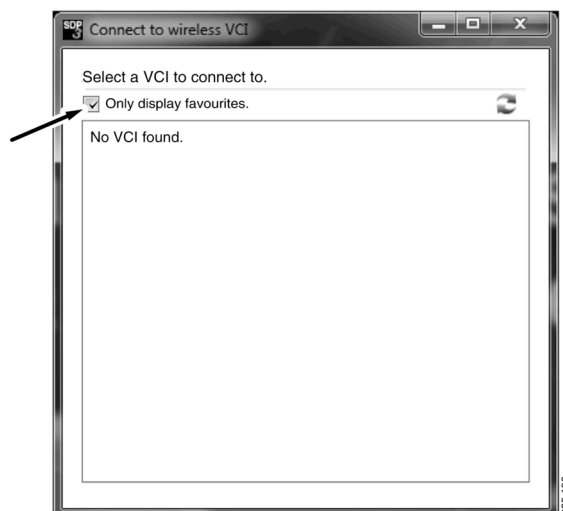 SDP
3
Connect to wireless VCI
Select a VCI to connect to.
Only display favourites.
No VCI found.